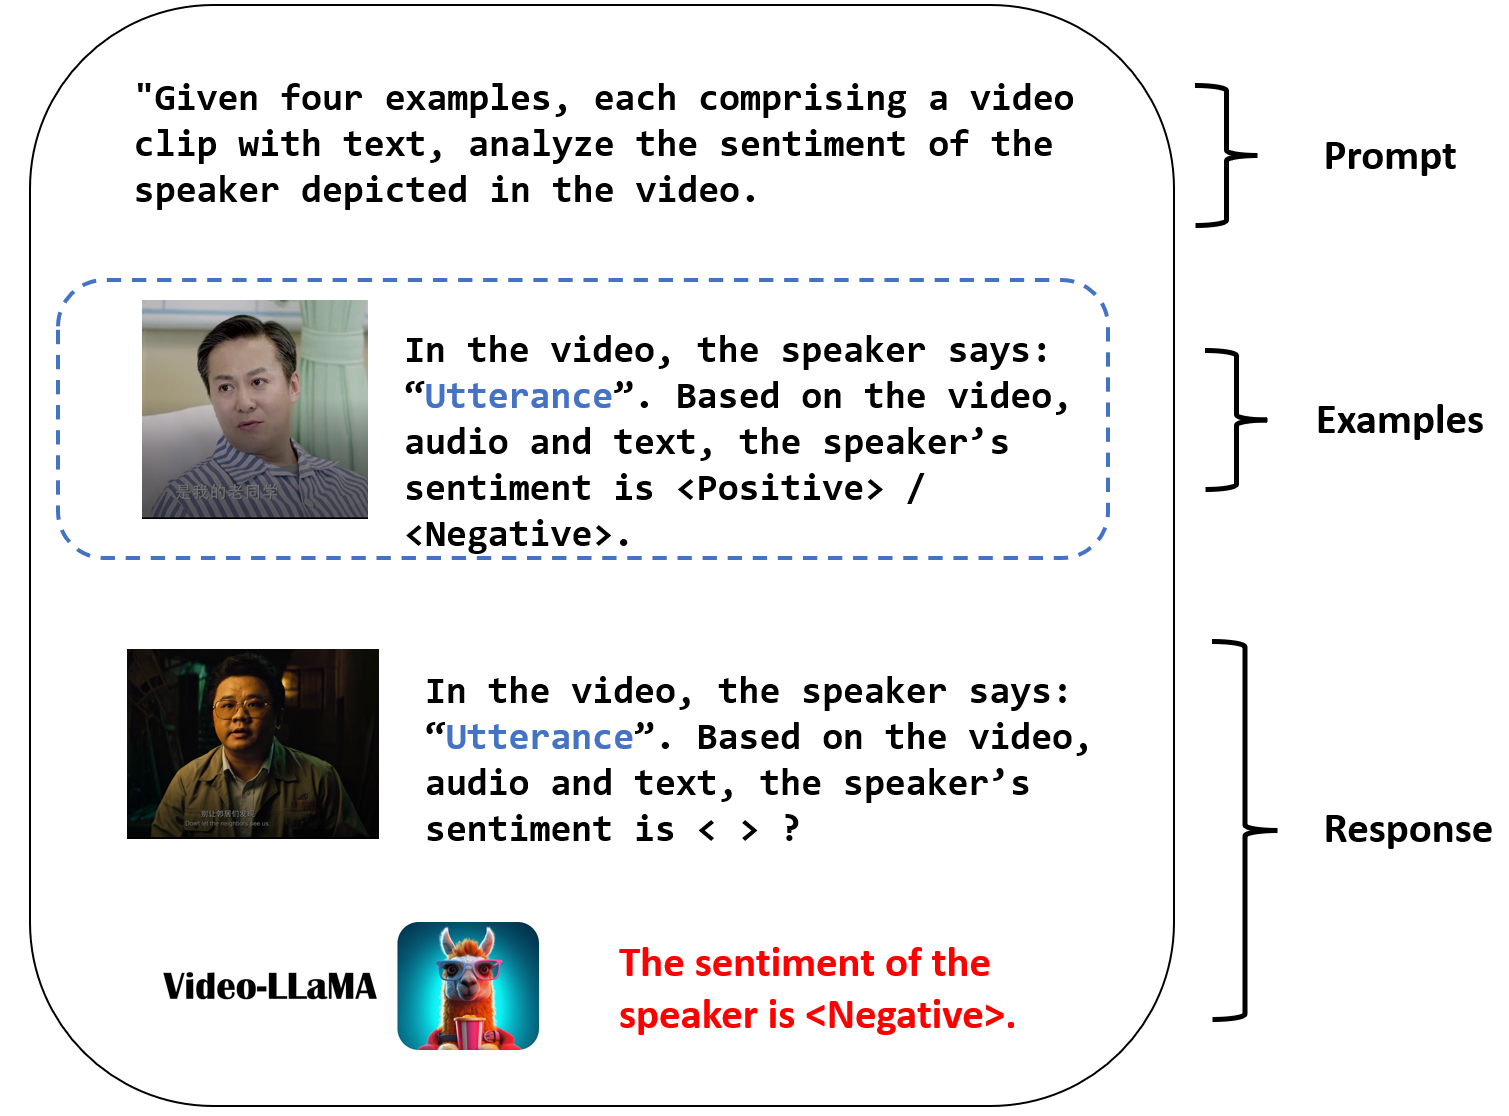 "Given four examples, each comprising a video
clip with text, analyze the sentiment of the
speaker depicted in the video.
Prompt
是我的老同学
In the video, the speaker says:
“Utterance”. Based on the video,
audio and text, the speaker’s
sentiment is <Positive> /
<Negative>.
Examples
别让邻居们发现
Don't let the neighbors see us.
In the video, the speaker says:
“Utterance”. Based on the video,
audio and text, the speaker’s
sentiment is < > ?
Response
Video-LLaMA
The sentiment of the
speaker is <Negative>.